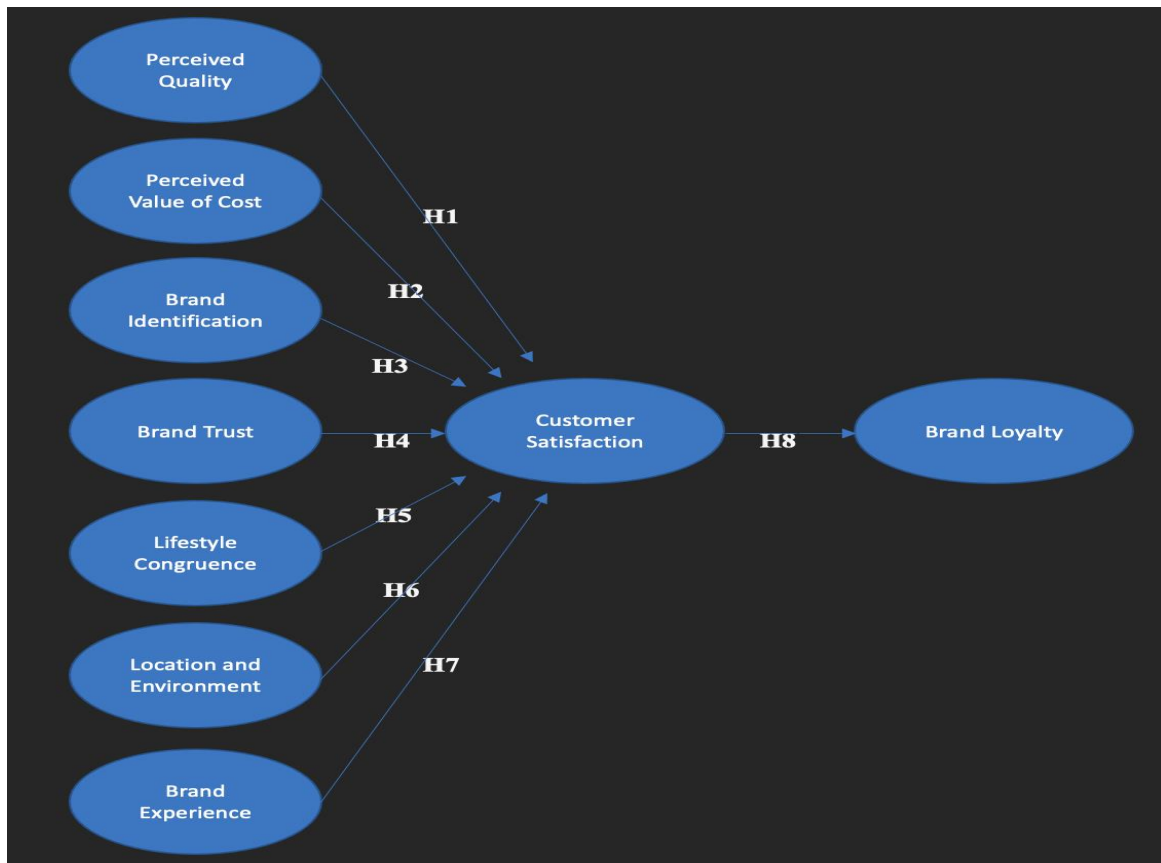 Perceived
Quality
H1
Perceived
Value of Cost
H2
Brand
Identification
H3
Brand Trust
H4
Customer
Satisfaction
H8
Brand Loyalty
Lifestyle
Congruence
H5
Location and
Environment
H6
H7
Brand
Experience